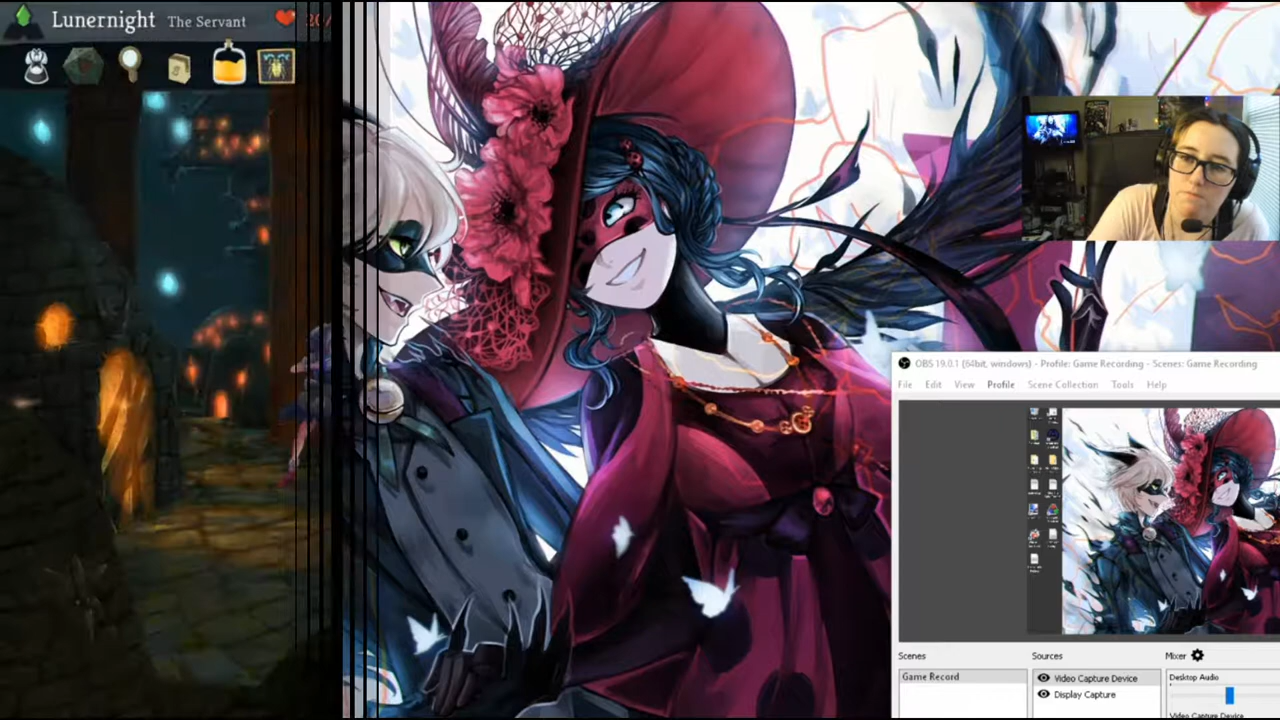 Lunernight The Servant
OBS 19.0.1 (64bit, windows) - Profile: Game Recording - Scenes: Game Recording
File Edit View Profile Scene Collection Tools Help
Scenes Sources Mixer
Game Record Video Capture Device Desktop Audio
Display Capture
Video Capture Device